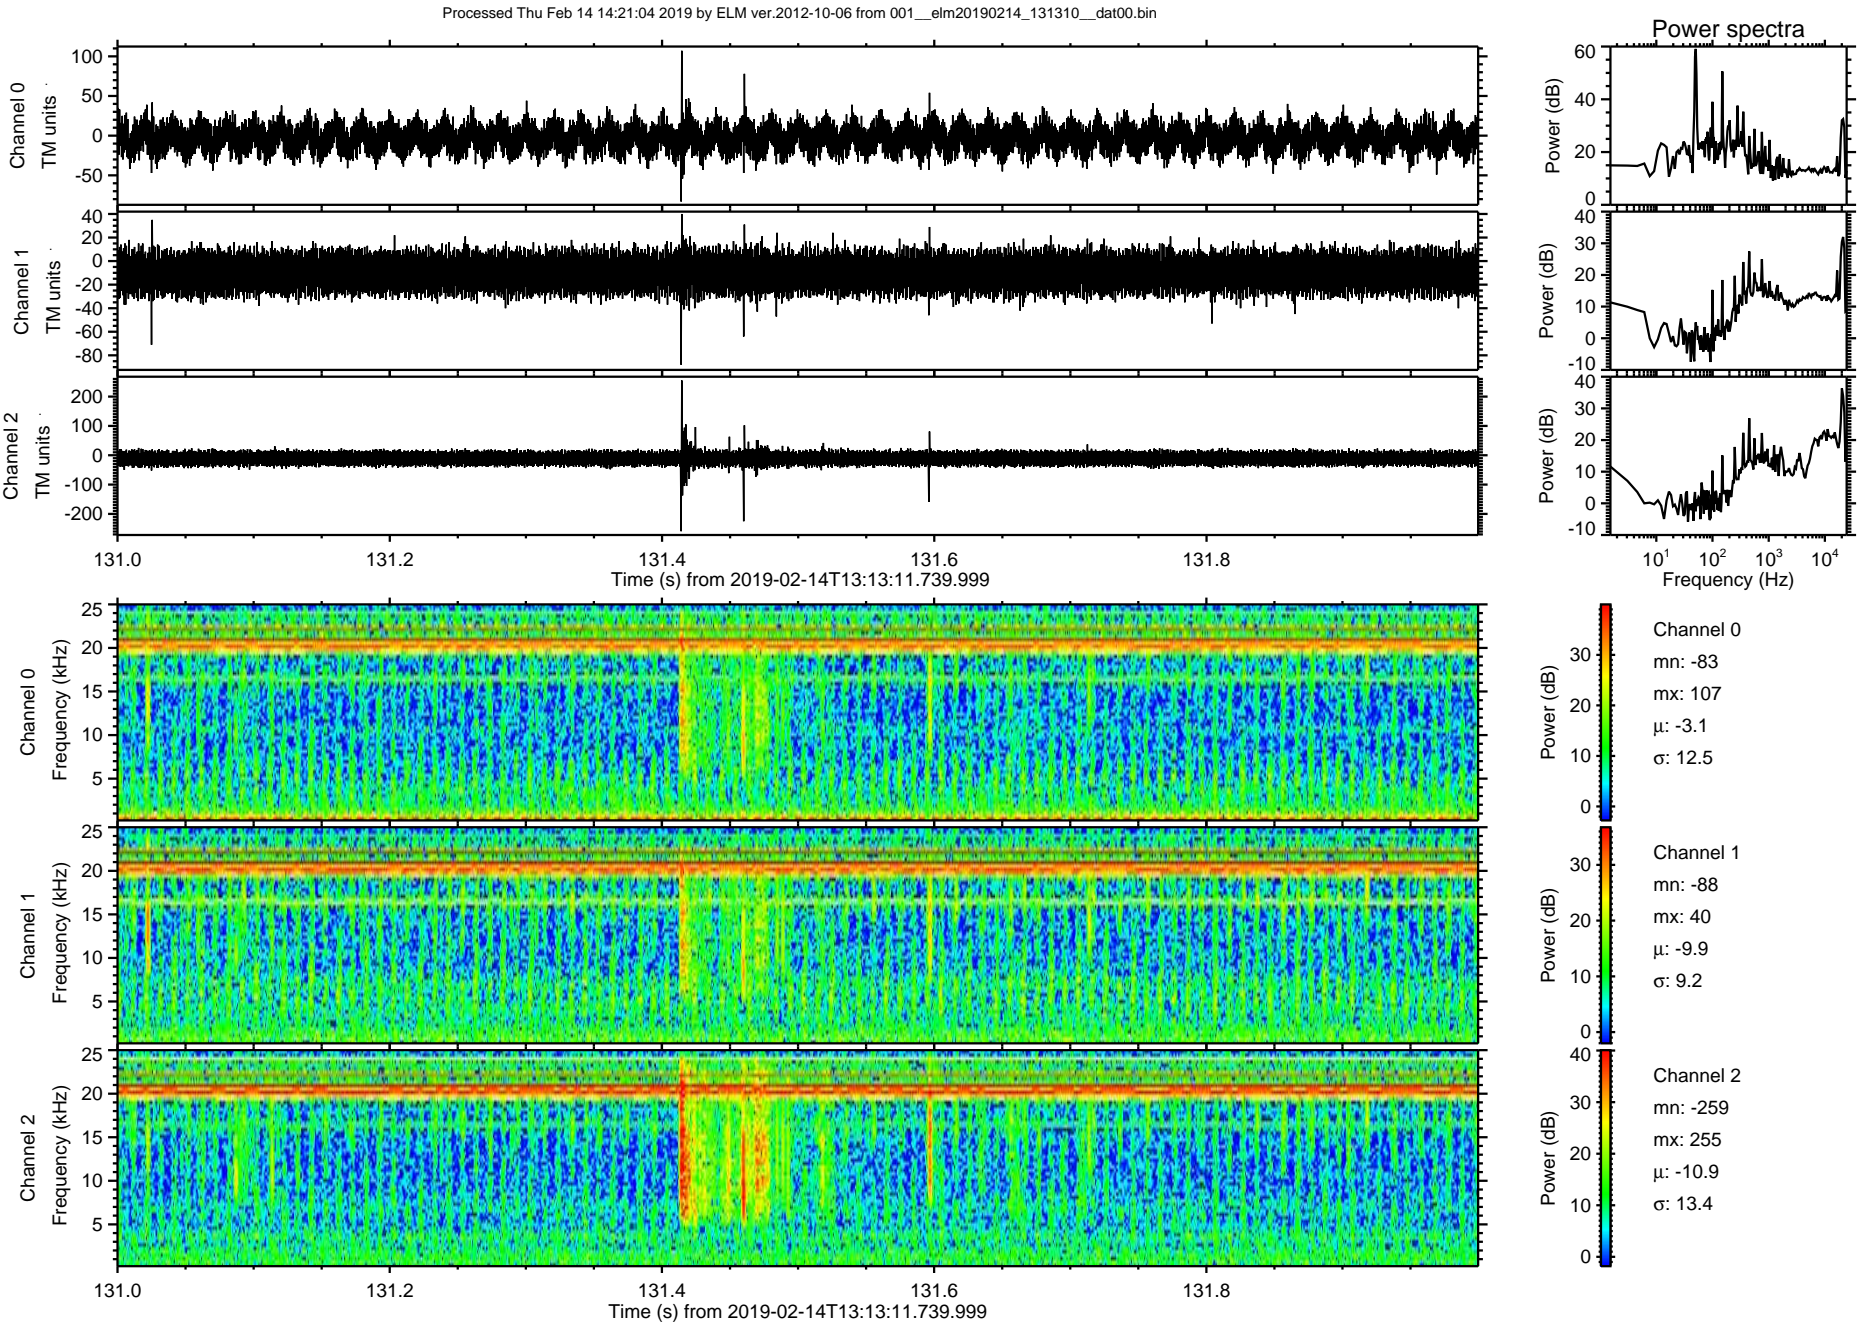 Processed Thu Feb 14 14:21:04 2019 by ELM ver.2012-10-06 from 001__elm20190214_131310__dat00.bin
Power spectra
Channel 0
TM units
100
50
0
-50
Power (dB)
60
40
20
0
Channel 1
TM units
40
20
0
-20
-40
-60
-80
Power (dB)
40
30
20
10
0
-10
Channel 2
TM units
200
100
0
-100
-200
Power (dB)
40
30
20
10
0
-10
131.0 131.2 131.4 131.6 131.8
Time (s) from 2019-02-14T13:13:11.739.999
10¹ 10² 10³ 10⁴
Frequency (Hz)
Channel 0
Frequency (kHz)
25
20
15
10
5
Power (dB)
30
20
10
0
Channel 0
mn: -83
mx: 107
μ: -3.1
σ: 12.5
Channel 1
Frequency (kHz)
25
20
15
10
5
Power (dB)
30
20
10
0
Channel 1
mn: -88
mx: 40
μ: -9.9
σ: 9.2
Channel 2
Frequency (kHz)
25
20
15
10
5
Power (dB)
40
30
20
10
0
Channel 2
mn: -259
mx: 255
μ: -10.9
σ: 13.4
131.0 131.2 131.4 131.6 131.8
Time (s) from 2019-02-14T13:13:11.739.999